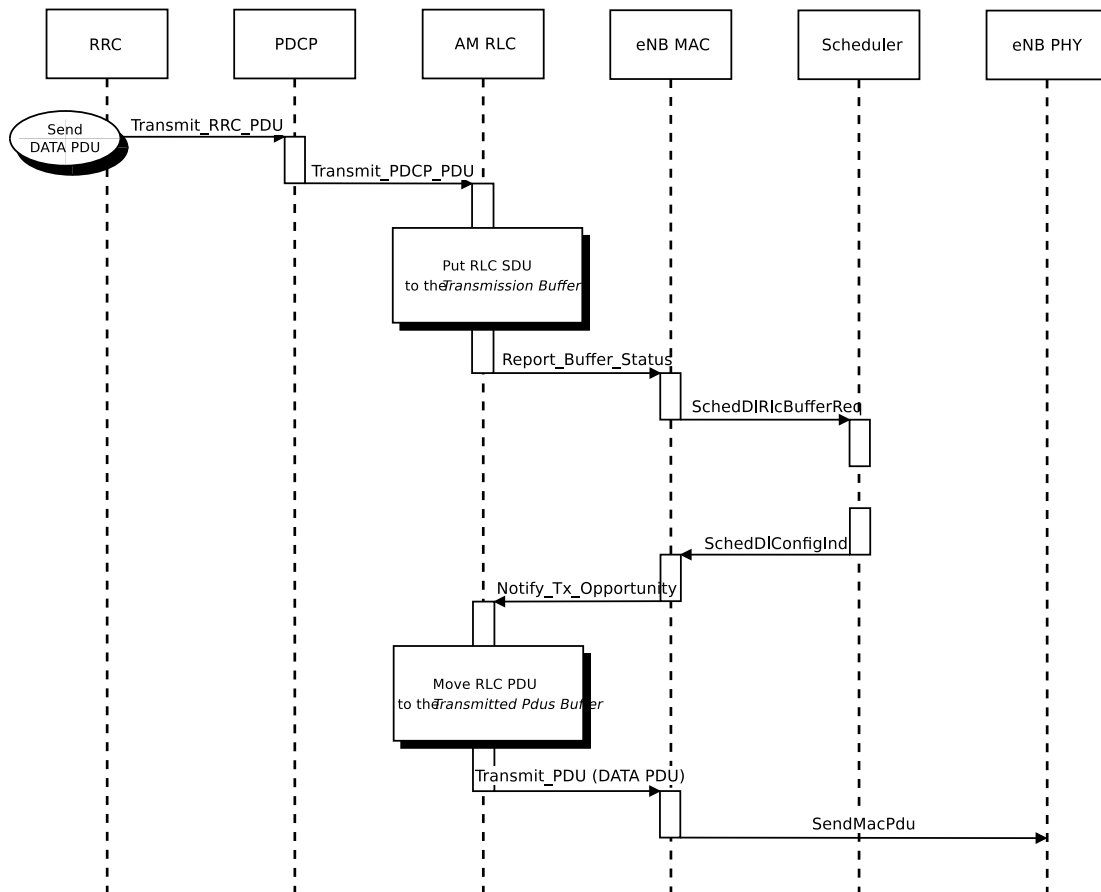 RRC
PDCP
AM RLC
eNB MAC
Scheduler
eNB PHY
Send
DATA PDU
Transmit_RRC_PDU
Transmit_PDCP_PDU
Put RLC SDU
to the Transmission Buffer
Report_Buffer_Status
SchedDlRlcBufferReq
SchedDlConfigInd
Notify_Tx_Opportunity
Move RLC PDU
to the Transmitted Pdus Buffer
Transmit_PDU (DATA PDU)
SendMacPdu